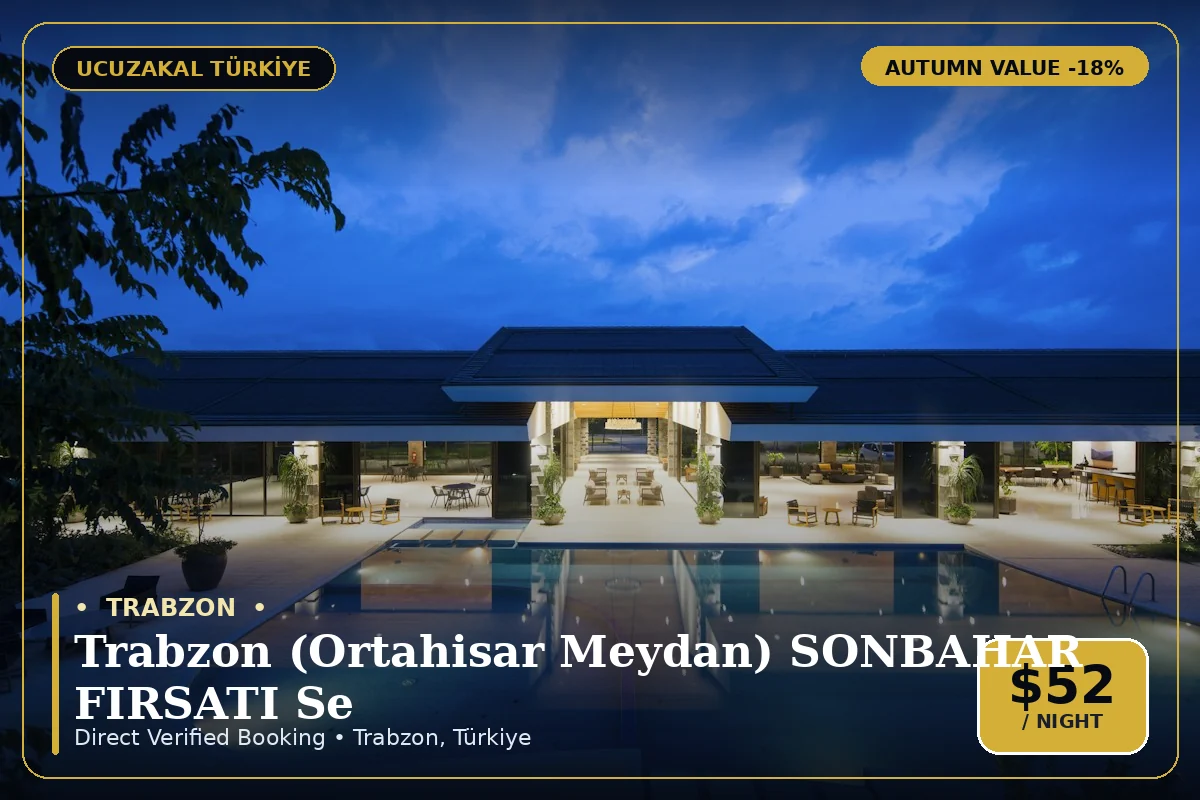 UCUZAKAL TÜRKİYE
AUTUMN VALUE -18%
• TRABZON •
Trabzon (Ortahisar Meydan) SONBAHAR
FIRSATI Se
$52
/ NIGHT
Direct Verified Booking • Trabzon, Türkiye